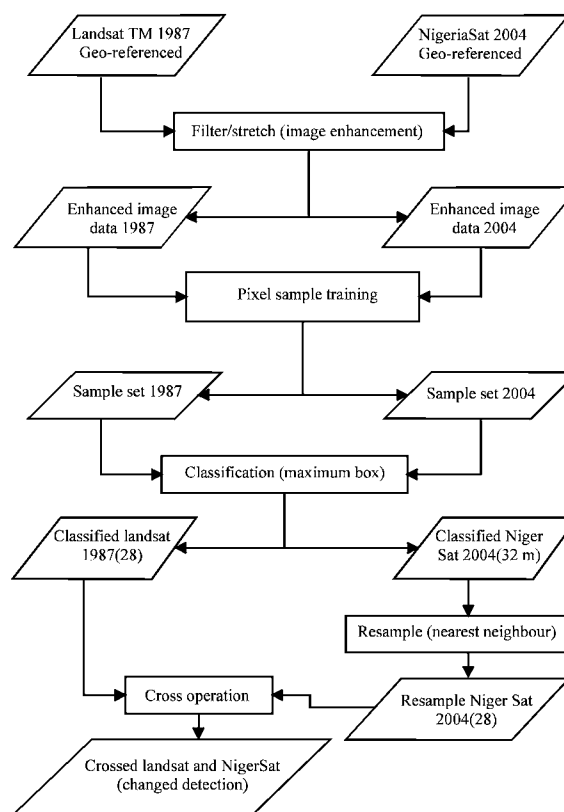 Landsat TM 1987
Geo-referenced
NigeriaSat 2004
Geo-referenced
Filter/stretch (image enhancement)
Enhanced image
data 1987
Enhanced image
data 2004
Pixel sample training
Sample set 1987
Sample set 2004
Classification (maximum box)
Classified landsat
1987(28)
Classified Niger
Sat 2004(32 m)
Resample (nearest neighbour)
Cross operation
Resample Niger Sat
2004(28)
Crossed landsat and NigerSat
(changed detection)